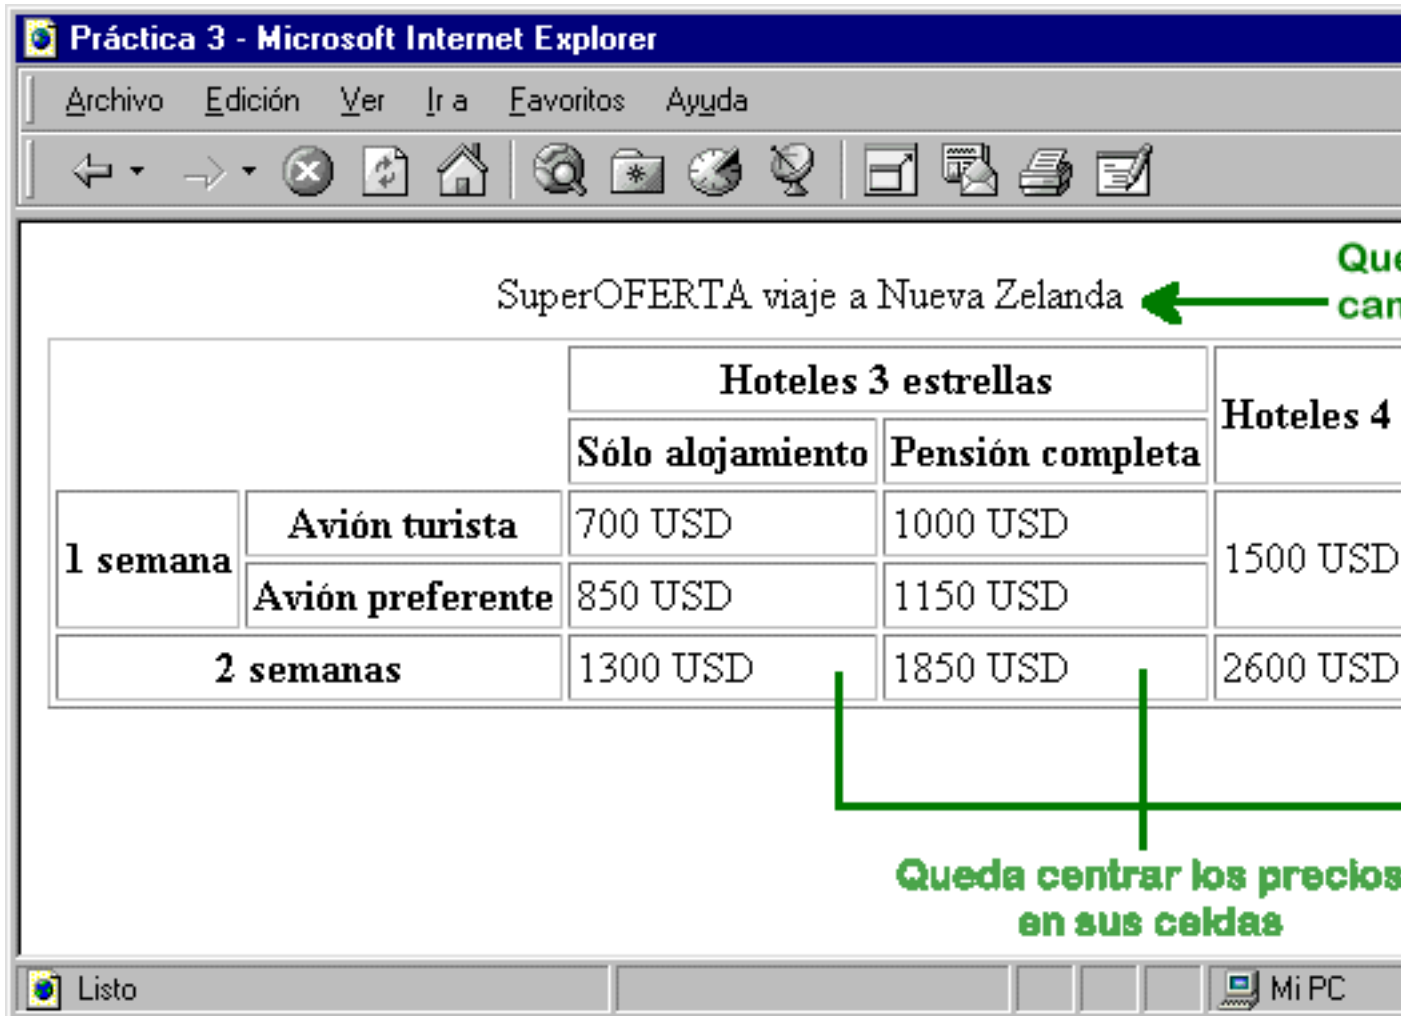 Práctica 3 - Microsoft Internet Explorer
Archivo Edición Ver Ir a Favoritos Ayuda
SuperOFERTA viaje a Nueva Zelanda
Hoteles 3 estrellas
Hoteles 4
Sólo alojamiento Pensión completa
1 semana
Avión turista 700 USD 1000 USD
1500 USD
Avión preferente 850 USD 1150 USD
2 semanas 1300 USD 1850 USD 2600 USD
Queda centrar los precios
en sus celdas
Listo Mi PC